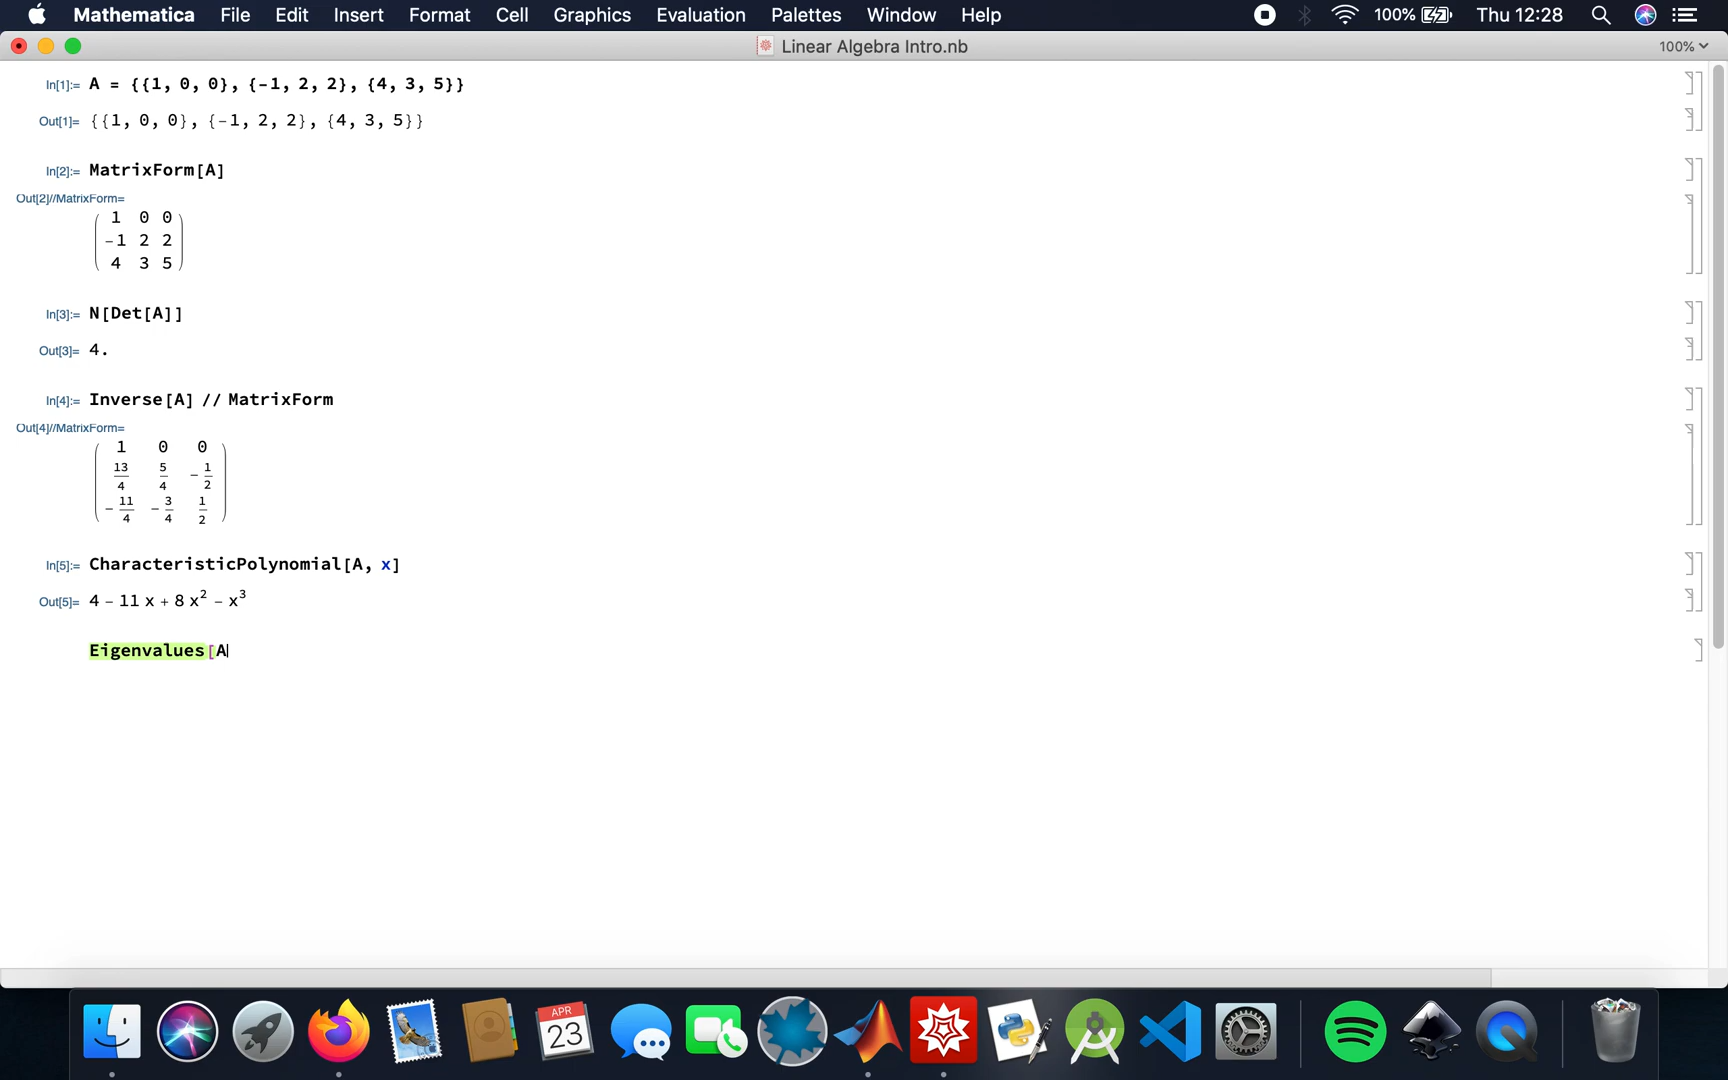 Mathematica File Edit Insert Format Cell Graphics Evaluation Palettes Window Help 100% Thu 12:28
Linear Algebra Intro.nb 100%
In[1]:= A = {{1, 0, 0}, {-1, 2, 2}, {4, 3, 5}}
Out[1]= {{1, 0, 0}, {-1, 2, 2}, {4, 3, 5}}
In[2]:= MatrixForm[A]
Out[2]//MatrixForm=
1 0 0
-1 2 2
4 3 5
In[3]:= N[Det[A]]
Out[3]= 4.
In[4]:= Inverse[A] // MatrixForm
Out[4]//MatrixForm=
1 0 0
13/4 5/4 -1/2
-11/4 -3/4 1/2
In[5]:= CharacteristicPolynomial[A, x]
Out[5]= 4 - 11 x + 8 x² - x³
Eigenvalues[A
APR
23